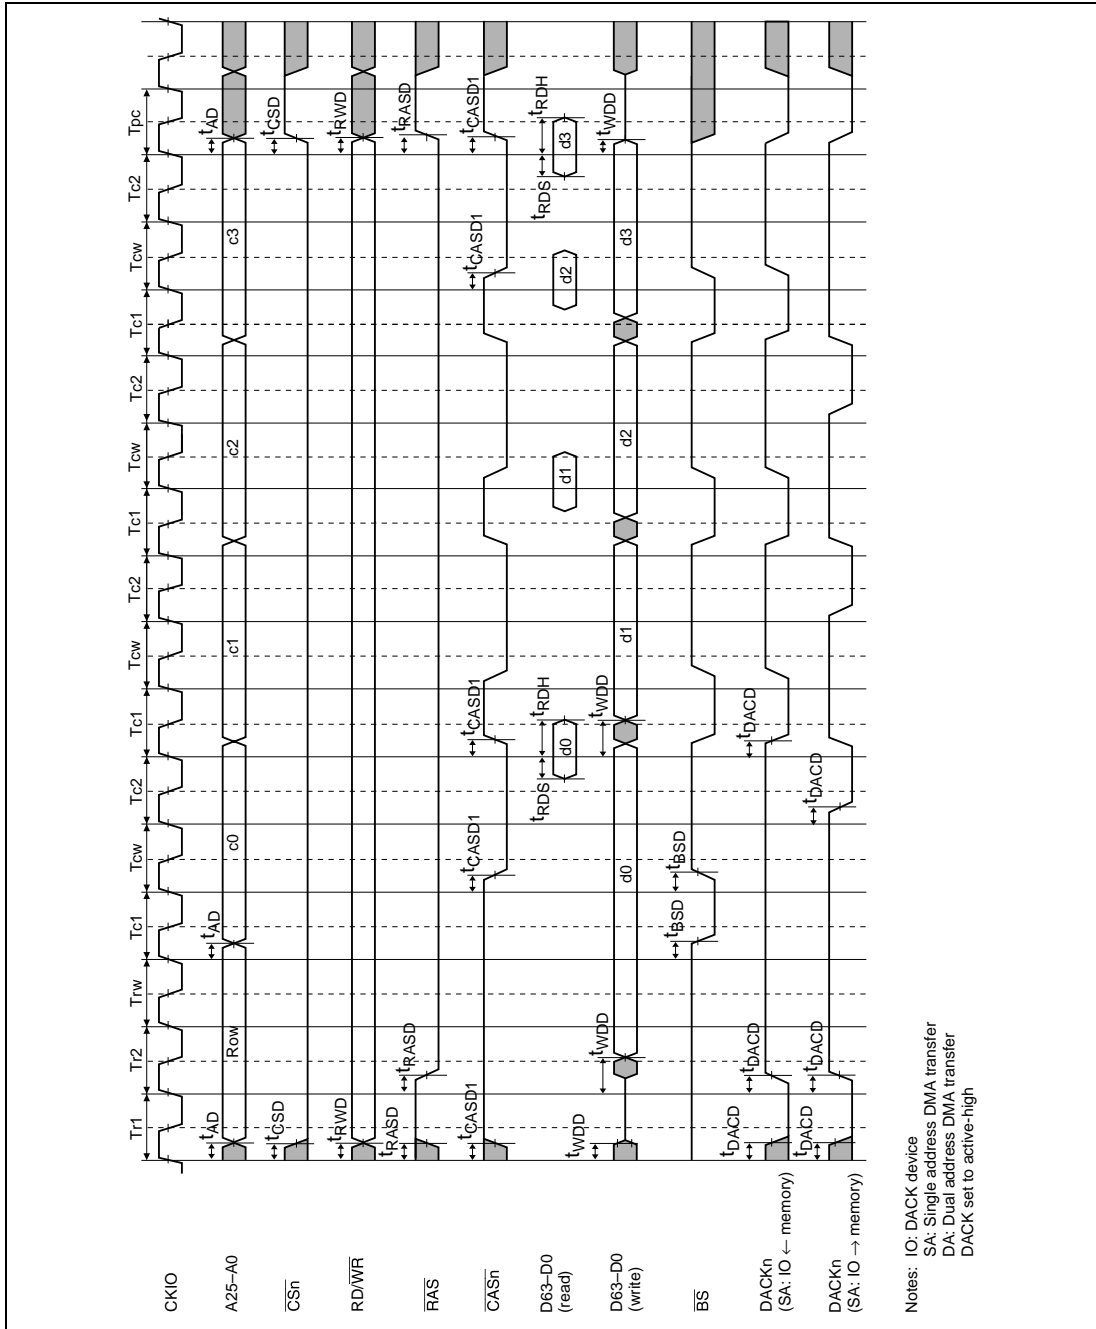 Tr1 Tr2 Trw Tc1 Tcw Tc2 Tc1 Tcw Tc2 Tc1 Tcw Tc2 Tc1 Tcw Tc2 Tpc
CKIO
A25–A0 tAD Row tAD c0 c1 c2 c3 tAD
CSn tCSD tCSD
RD/WR tRWD tRWD
RAS tRASD tRASD tRASD
CASn tCASD1 tCASD1 tCASD1 tCASD1 tCASD1
D63–D0
(read) tRDS d0 tRDH d1 d2 tRDS d3 tRDH
D63–D0
(write) tWDD tWDD d0 tWDD d1 d2 d3 tWDD
BS tBSD tBSD
DACKn
(SA: IO ← memory) tDACD tDACD tDACD
DACKn
(SA: IO → memory) tDACD tDACD tDACD
Notes: IO: DACK device
SA: Single address DMA transfer
DA: Dual address DMA transfer
DACK set to active-high